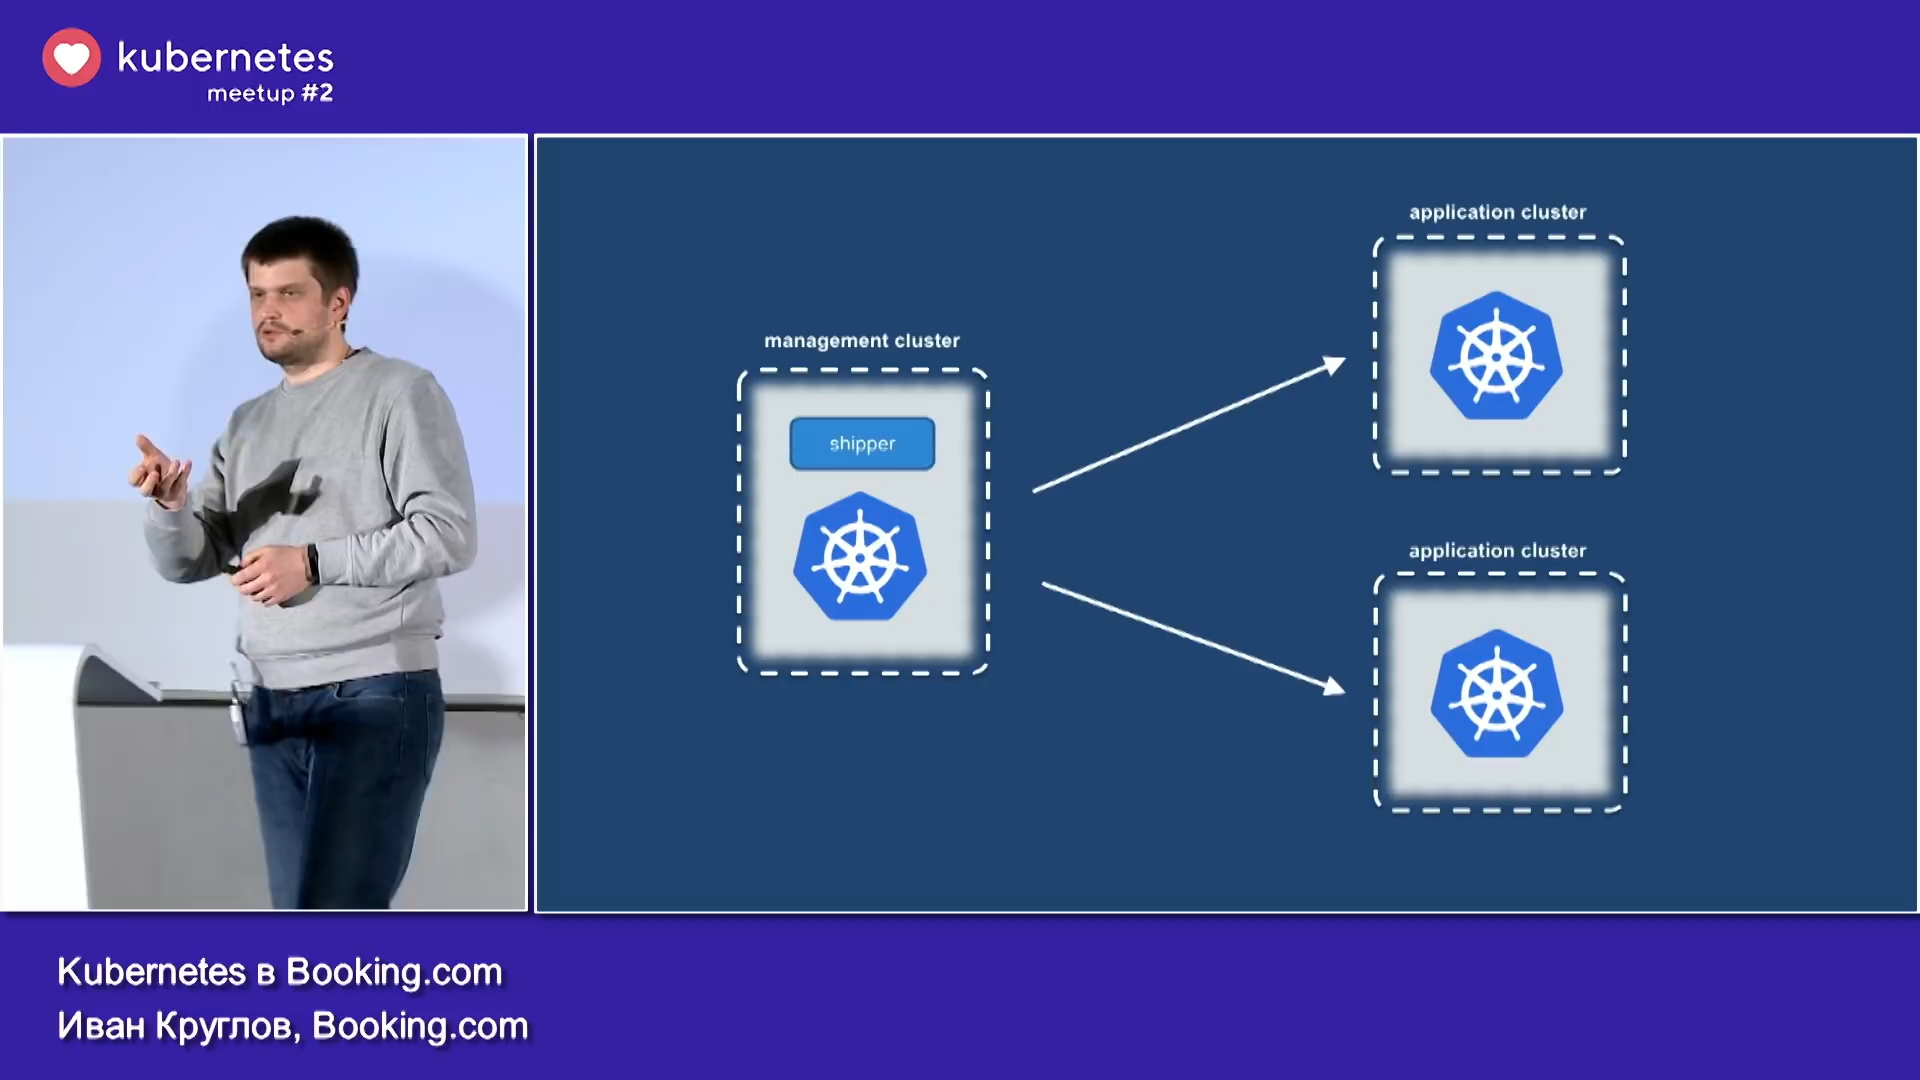 kubernetes
meetup #2
application cluster
management cluster
shipper
application cluster
Kubernetes в Booking.com
Иван Круглов, Booking.com